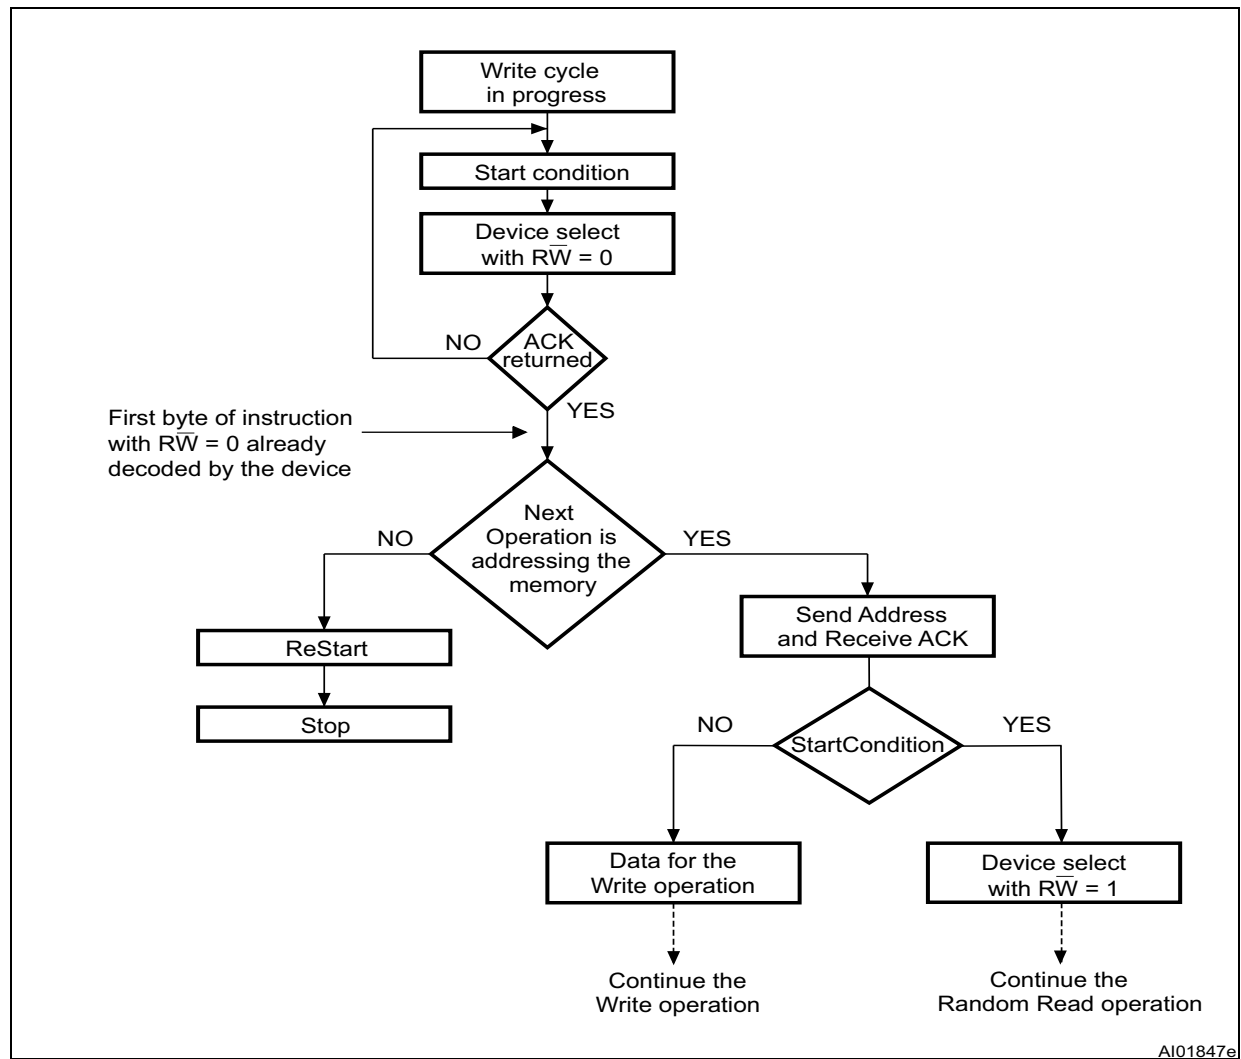 Write cycle
in progress
Start condition
Device select
with RW̅ = 0
ACK
returned
NO
YES
First byte of instruction
with RW̅ = 0 already
decoded by the device
Next
Operation is
addressing the
memory
NO
YES
ReStart
Stop
Send Address
and Receive ACK
StartCondition
NO
YES
Data for the
Write operation
Device select
with RW̅ = 1
Continue the
Write operation
Continue the
Random Read operation
AI01847e